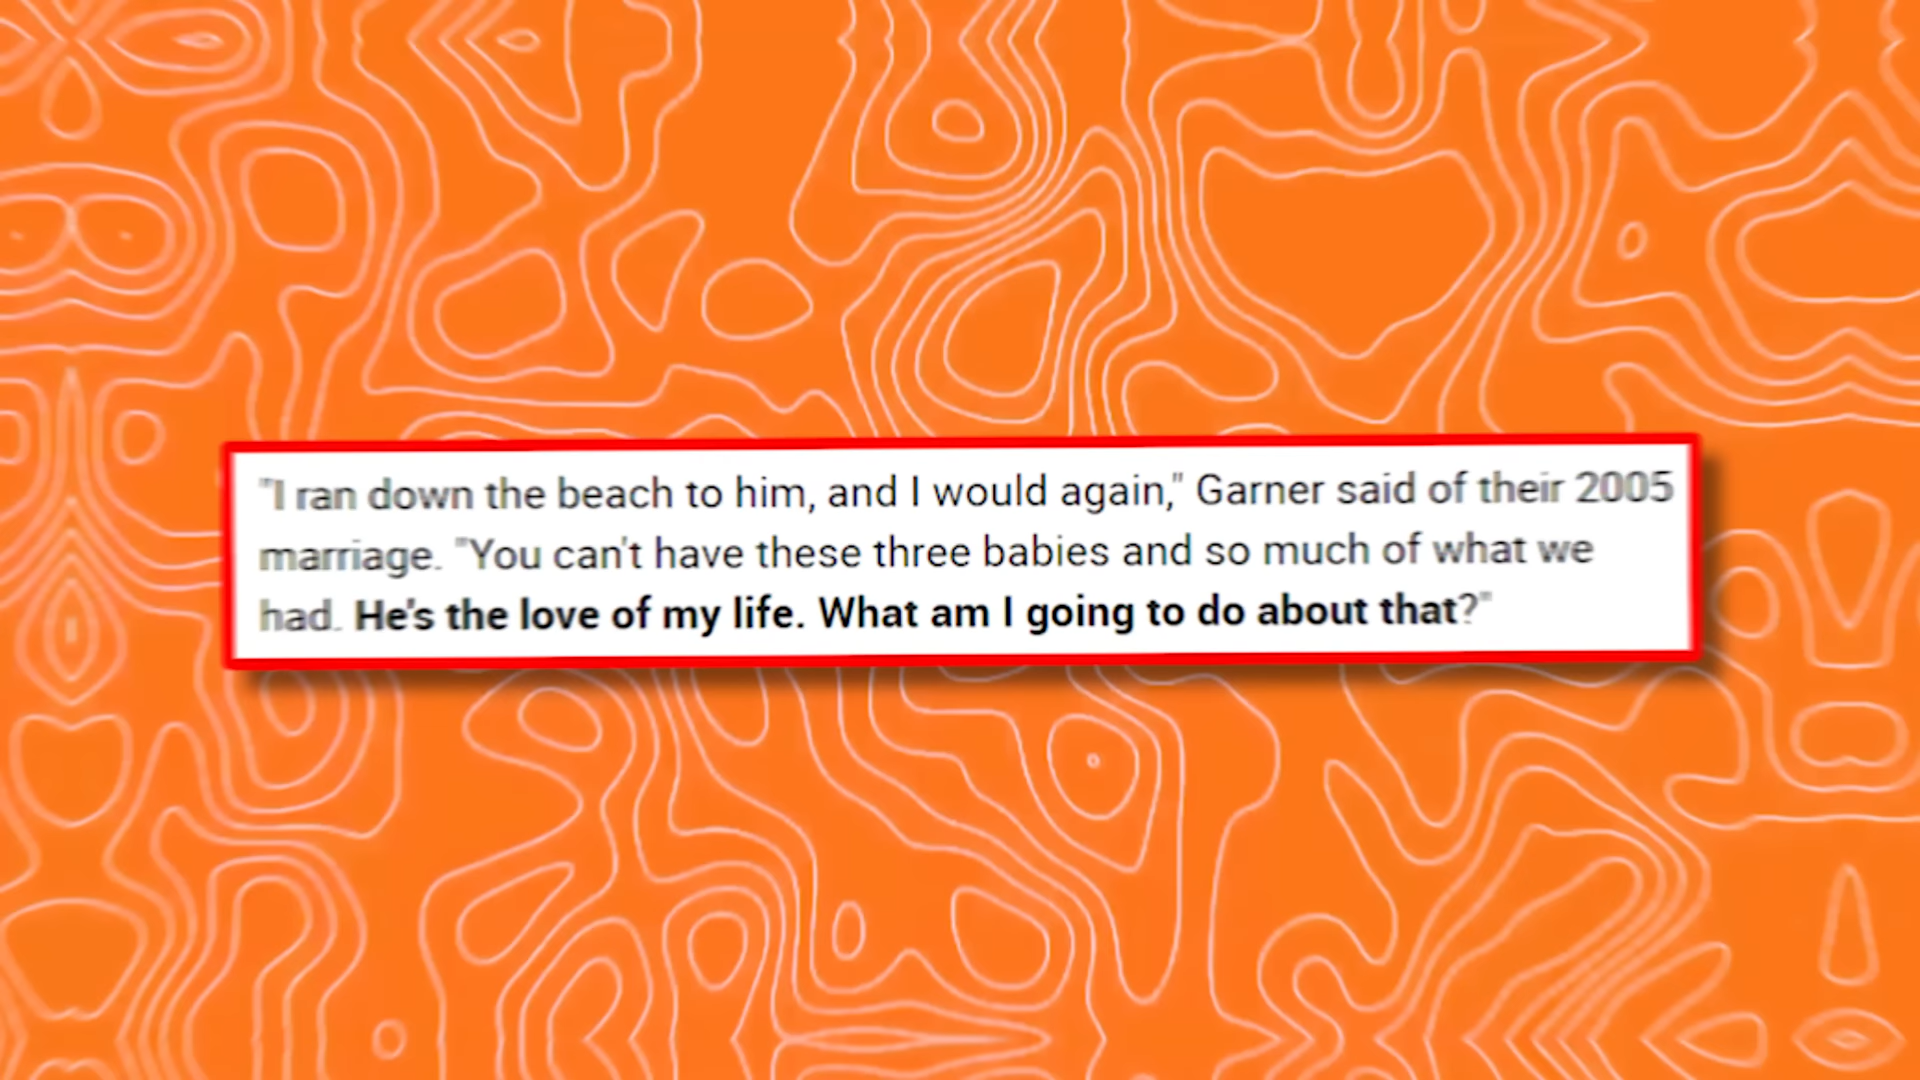 "I ran down the beach to him, and I would again," Garner said of their 2005
marriage. "You can't have these three babies and so much of what we
had. He's the love of my life. What am I going to do about that?"